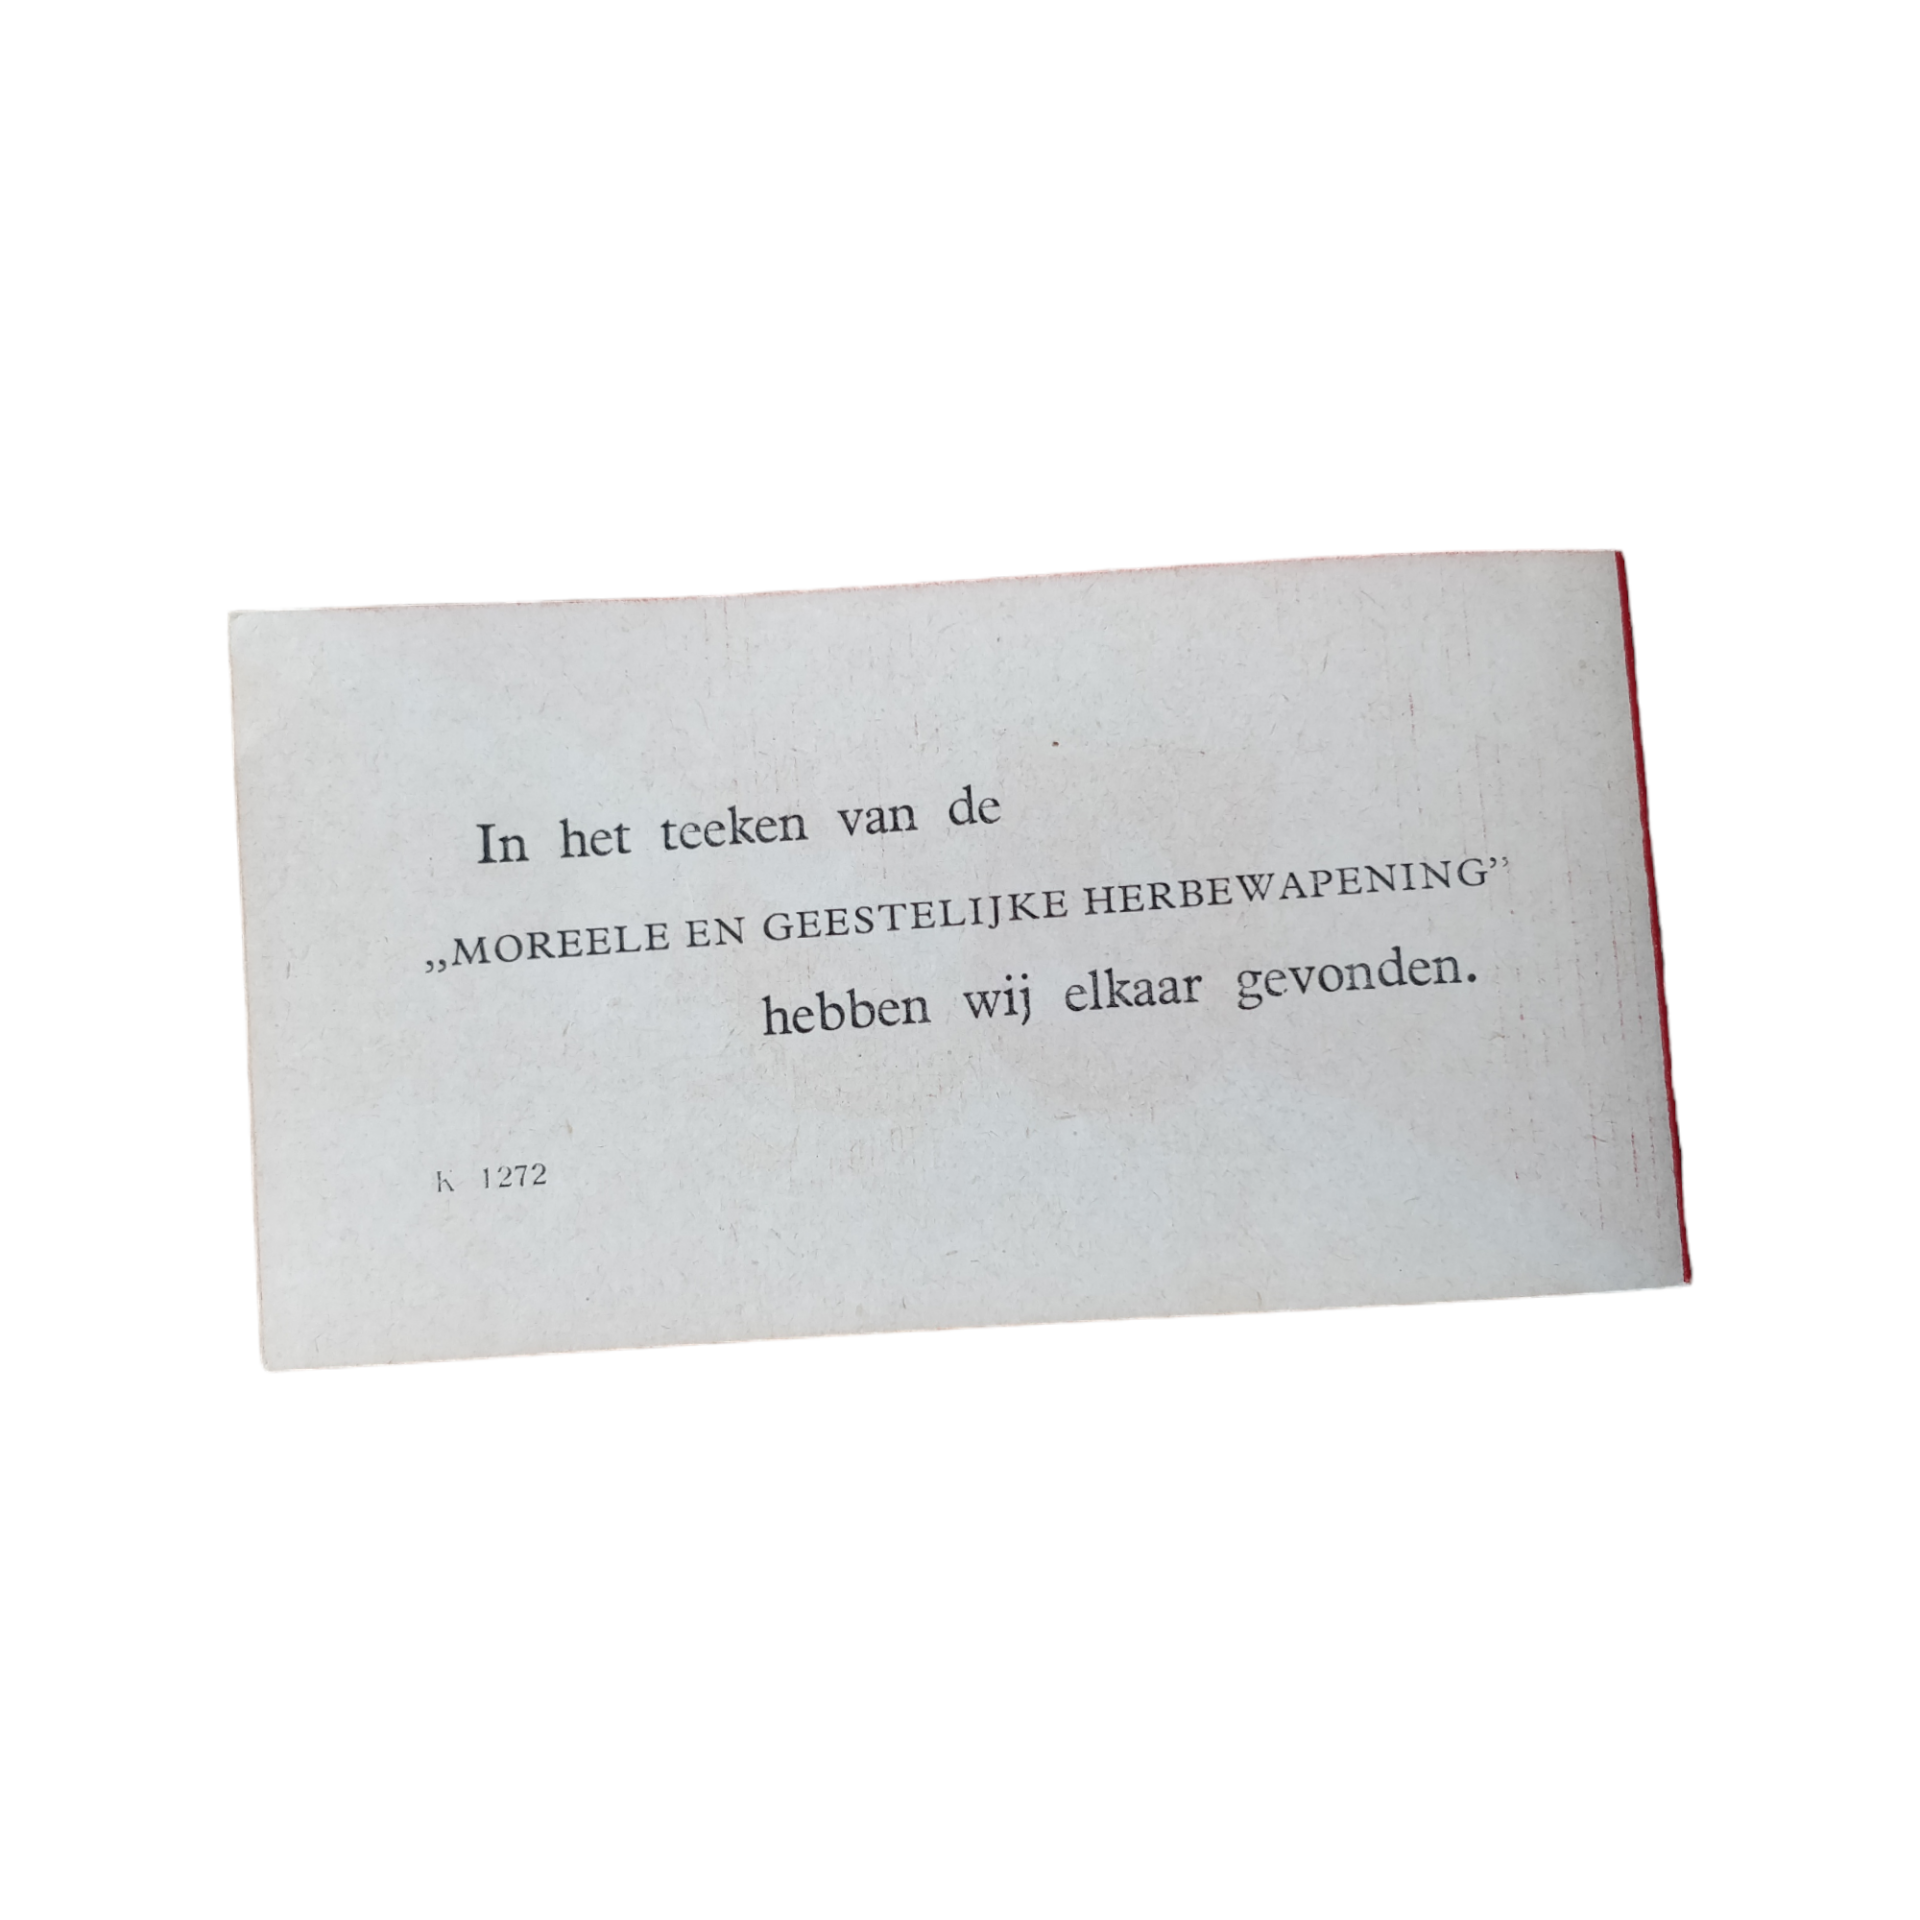 In het teeken van de
„MOREELE EN GEESTELIJKE HERBEWAPENING”
hebben wij elkaar gevonden.
K 1272